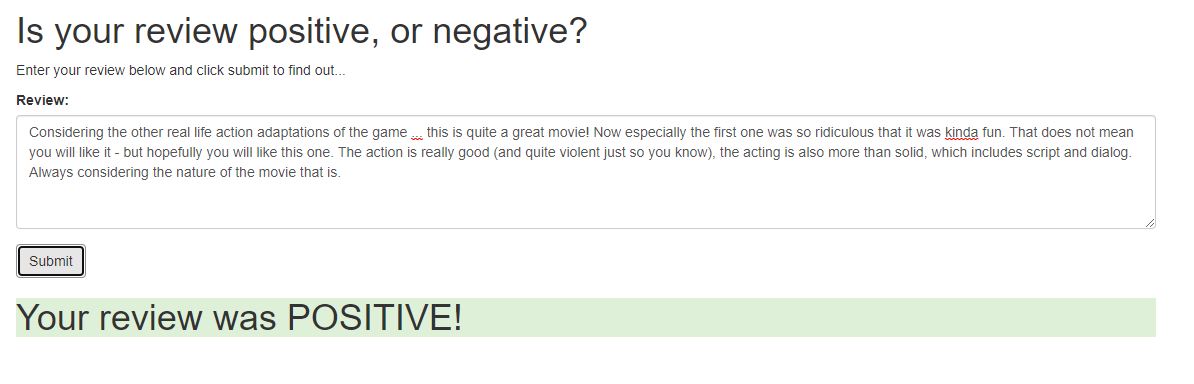 Is your review positive, or negative?
Enter your review below and click submit to find out...
Review:
Considering the other real life action adaptations of the game ... this is quite a great movie! Now especially the first one was so ridiculous that it was kinda fun. That does not mean
you will like it - but hopefully you will like this one. The action is really good (and quite violent just so you know), the acting is also more than solid, which includes script and dialog.
Always considering the nature of the movie that is.
Submit
Your review was POSITIVE!